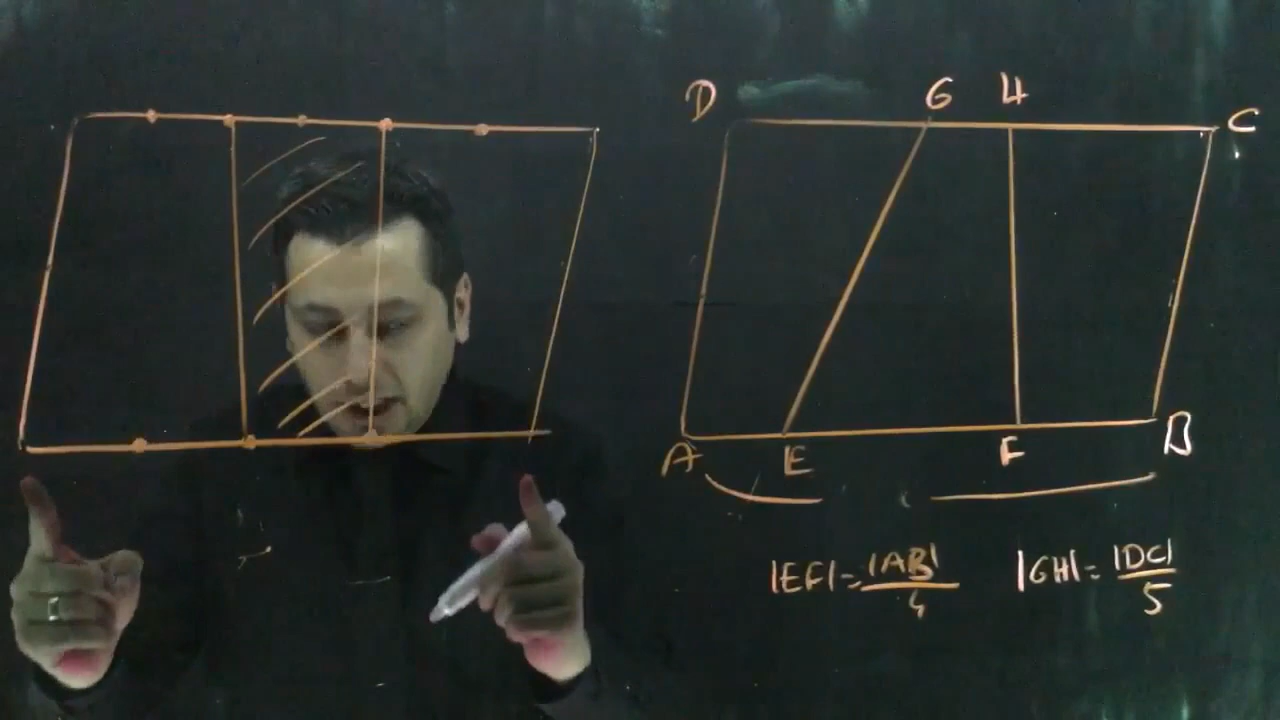 D G H C
A E F B
|EF| = |AB| / 4 |GH| = |DC| / 5